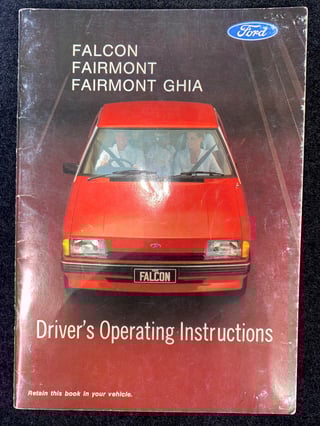 Ford
FALCON
FAIRMONT
FAIRMONT GHIA
FALCON
Driver's Operating Instructions
Retain this book in your vehicle.